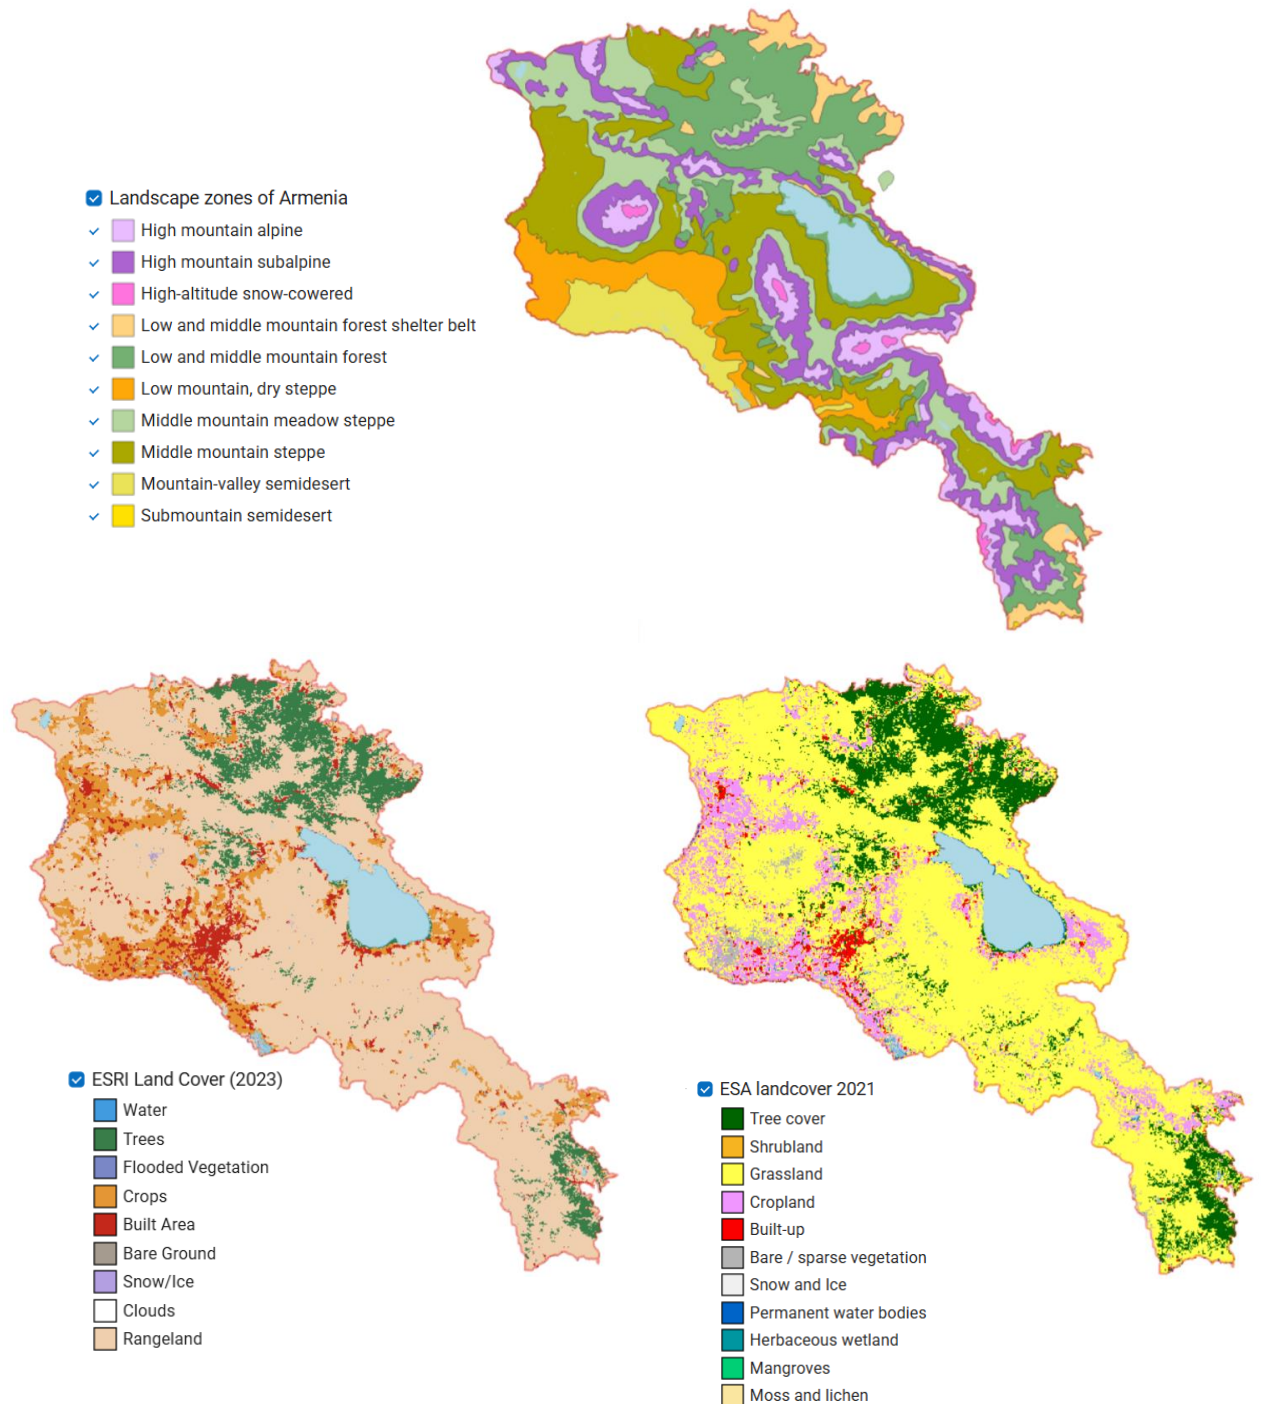 Landscape zones of Armenia
High mountain alpine
High mountain subalpine
High-altitude snow-cowered
Low and middle mountain forest shelter belt
Low and middle mountain forest
Low mountain, dry steppe
Middle mountain meadow steppe
Middle mountain steppe
Mountain-valley semidesert
Submountain semidesert
ESRI Land Cover (2023)
Water
Trees
Flooded Vegetation
Crops
Built Area
Bare Ground
Snow/Ice
Clouds
Rangeland
ESA landcover 2021
Tree cover
Shrubland
Grassland
Cropland
Built-up
Bare / sparse vegetation
Snow and Ice
Permanent water bodies
Herbaceous wetland
Mangroves
Moss and lichen